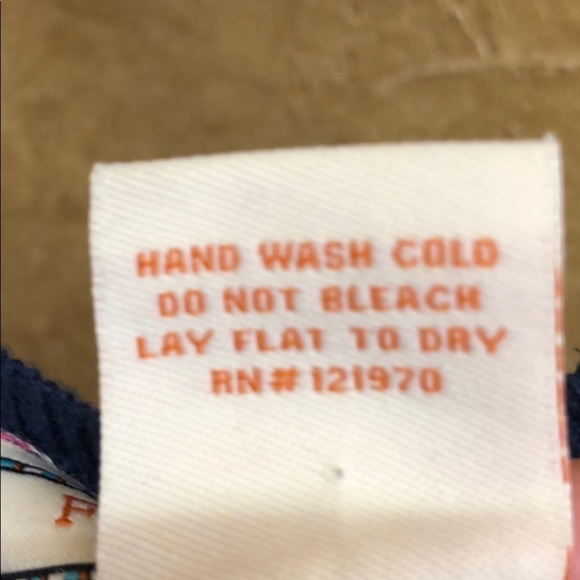 HAND WASH COLD
DO NOT BLEACH
LAY FLAT TO DRY
RN# 121970